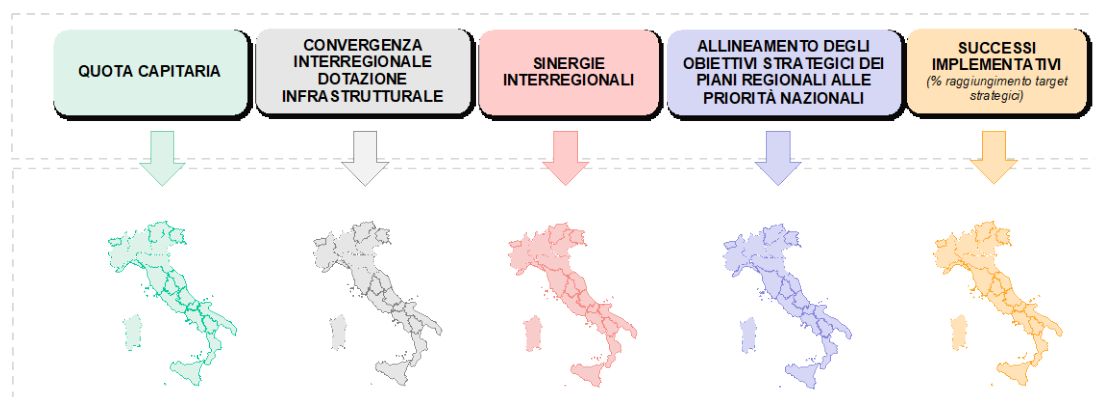 QUOTA CAPITARIA
CONVERGENZA
INTERREGIONALE
DOTAZIONE
INFRASTRUTTURALE
SINERGIE
INTERREGIONALI
ALLINEAMENTO DEGLI
OBIETTIVI STRATEGICI DEI
PIANI REGIONALI ALLE
PRIORITÀ NAZIONALI
SUCCESSI
IMPLEMENTATIVI
(% raggiungimento target
strategici)